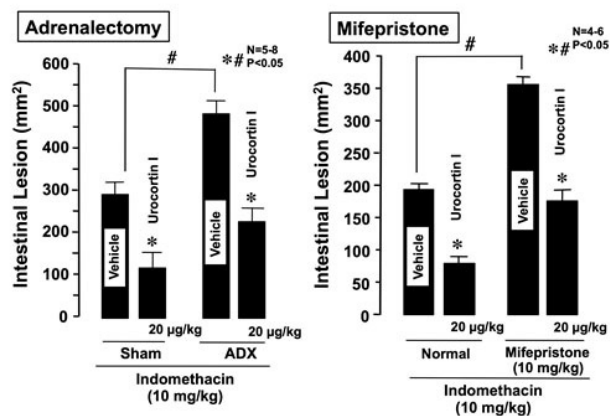 Adrenalectomy
# *# N=5-8
P<0.05
Intestinal Lesion (mm²)
600
500
400
300
200
100
0
Vehicle
Urocortin I
*
Vehicle
Urocortin I
*
20 µg/kg
20 µg/kg
Sham
ADX
Indomethacin
(10 mg/kg)
Mifepristone
# *# N=4-6
P<0.05
Intestinal Lesion (mm²)
400
350
300
250
200
150
100
50
0
Vehicle
Urocortin I
*
Vehicle
Urocortin I
*
20 µg/kg
20 µg/kg
Normal
Mifepristone
(10 mg/kg)
Indomethacin
(10 mg/kg)